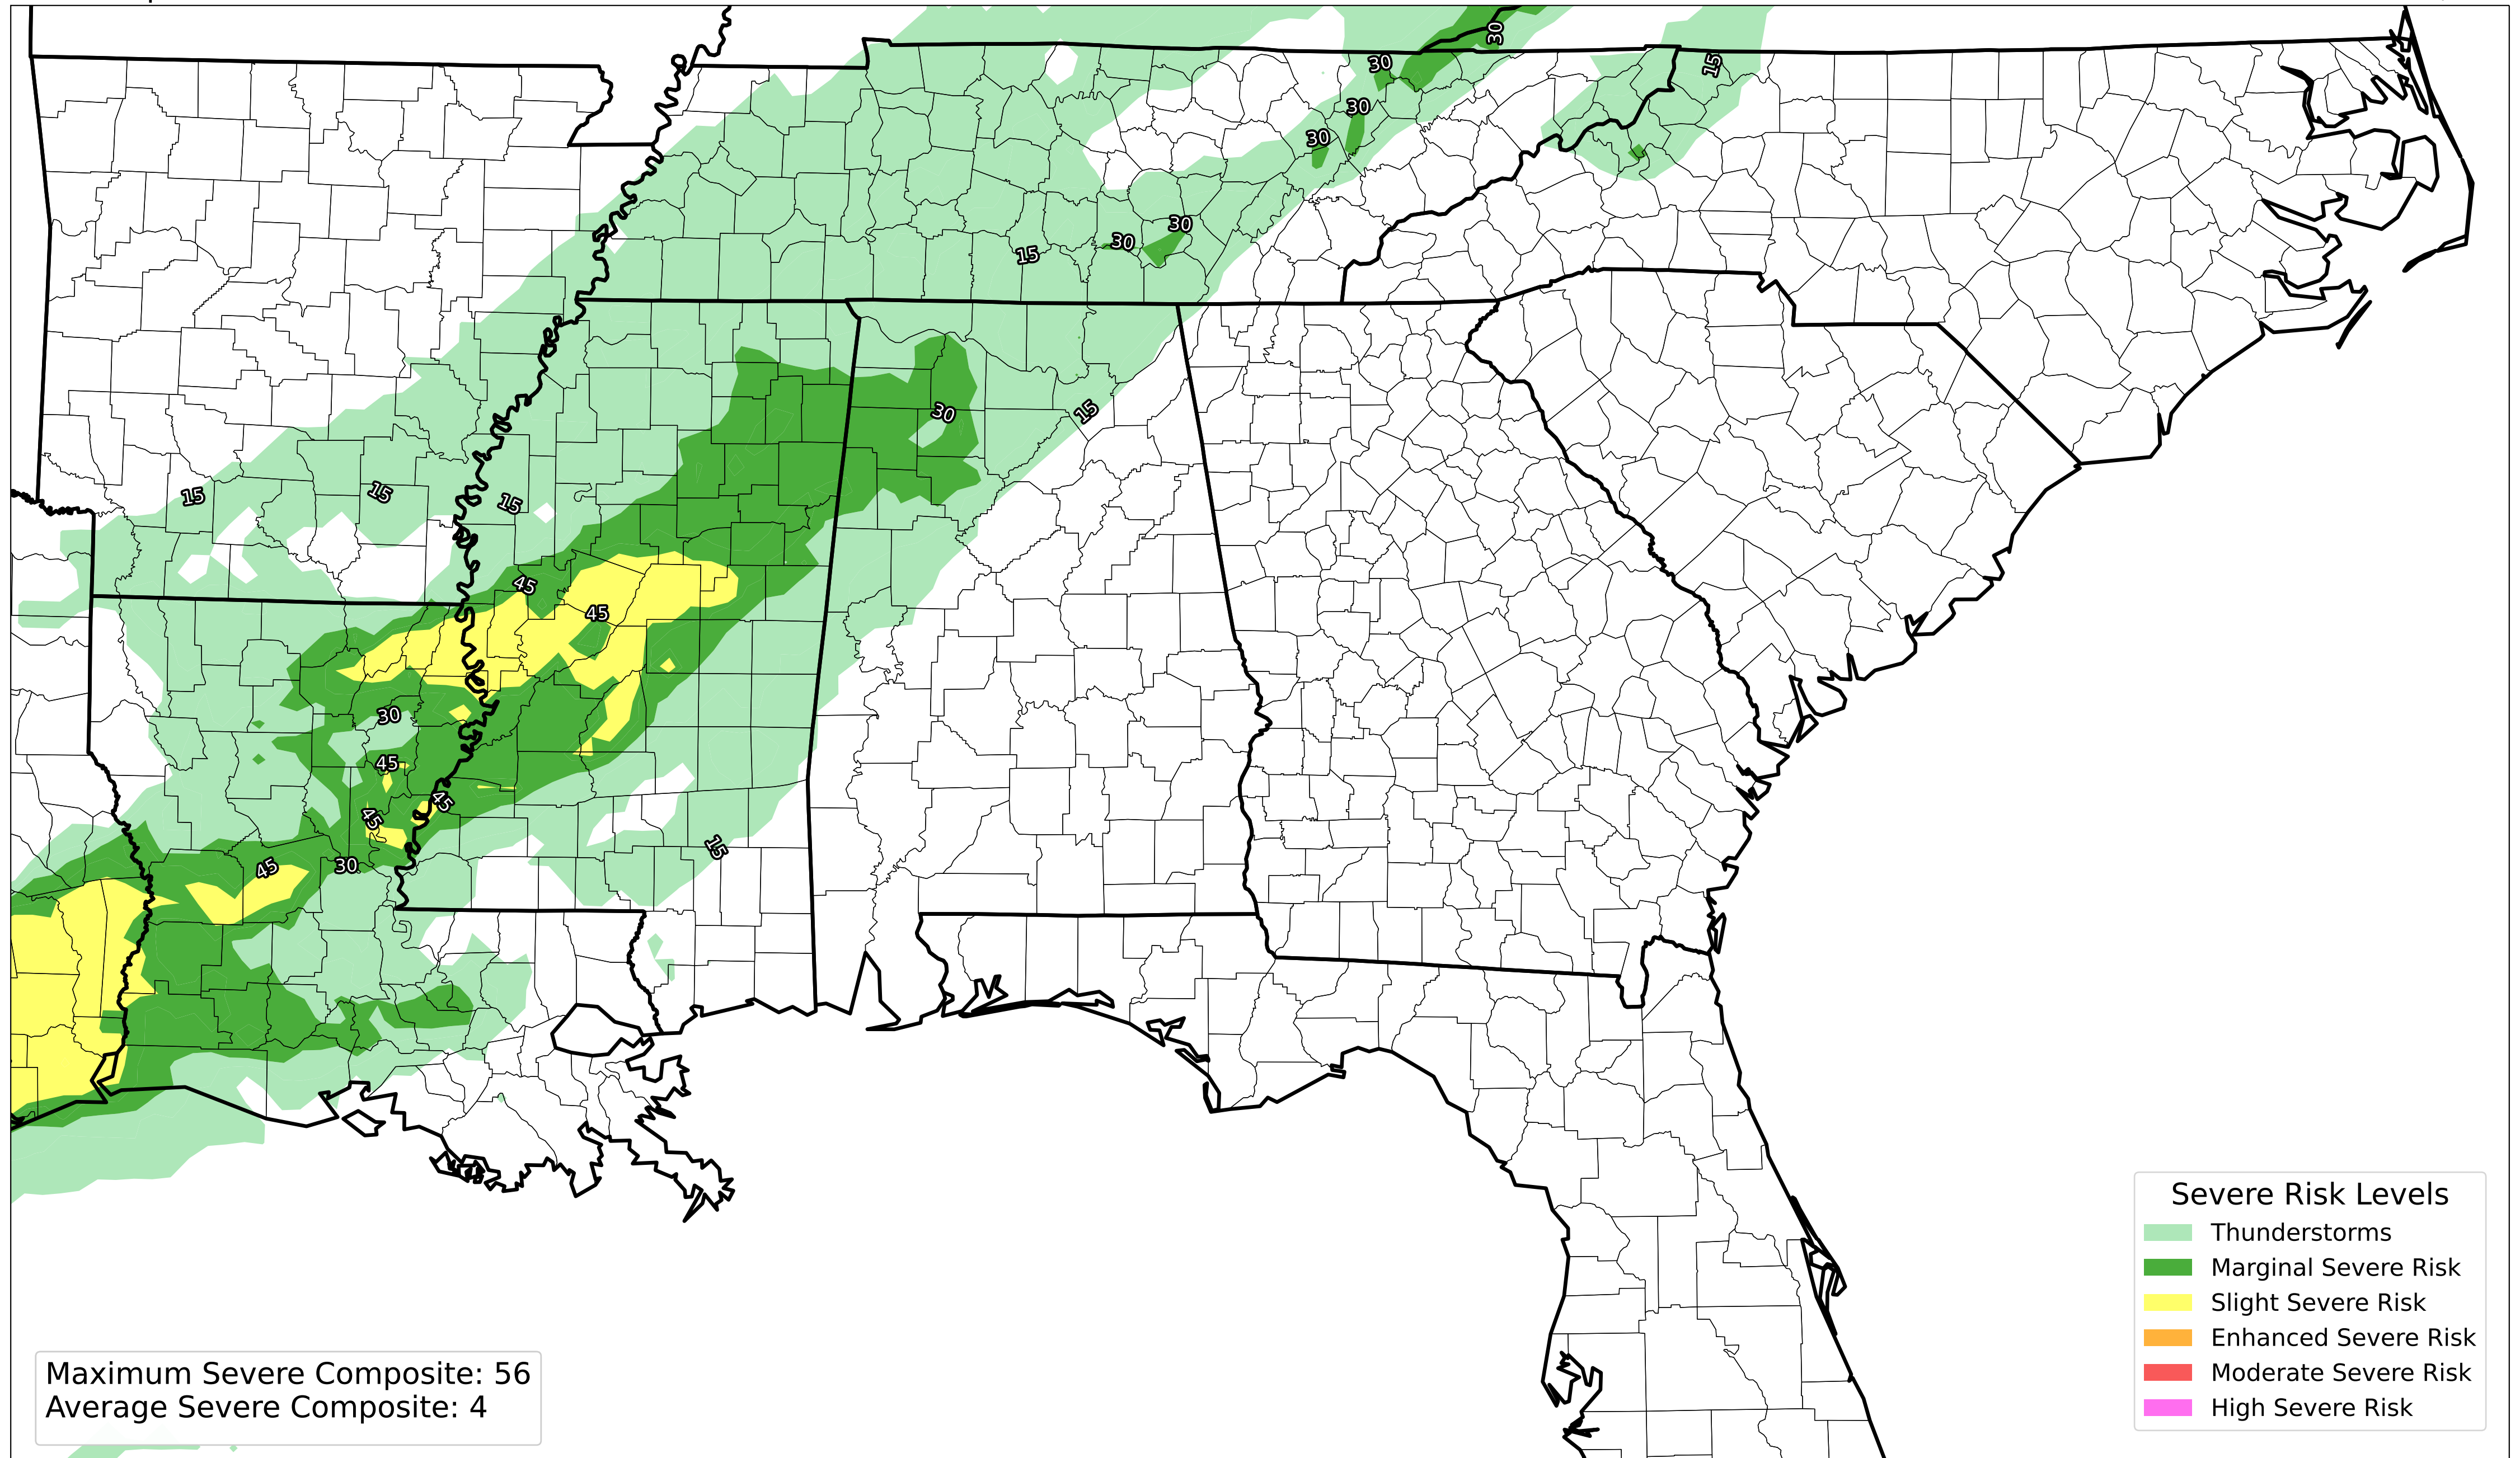 30
30
15
30
30
30
30
15
30
15
15
15
15
45
45
30
45
45
45
15
45
30
Severe Risk Levels
Thunderstorms
Marginal Severe Risk
Slight Severe Risk
Enhanced Severe Risk
Moderate Severe Risk
High Severe Risk
Maximum Severe Composite: 56
Average Severe Composite: 4